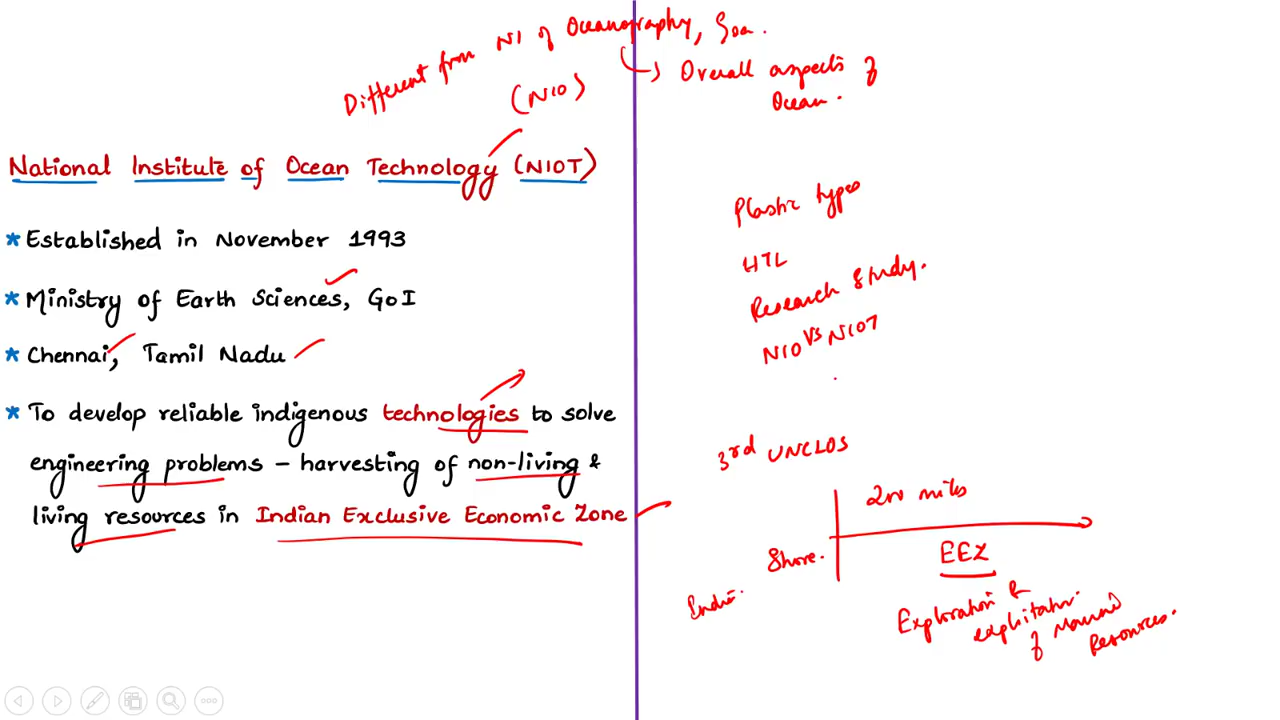 Different from NI of Oceanography, Goa.
(NIO)
Overall aspects of
Ocean.
National Institute of Ocean Technology (NIOT)
* Established in November 1993
* Ministry of Earth Sciences, GoI
* Chennai, Tamil Nadu
* To develop reliable indigenous technologies to solve
engineering problems – harvesting of non-living &
living resources in Indian Exclusive Economic Zone
Plastic types
HTL
Research Study.
NIO vs NIOT
3rd UNCLOS
200 miles
Shore.
EEZ
India.
Exploration &
exploitation
of
Resources.